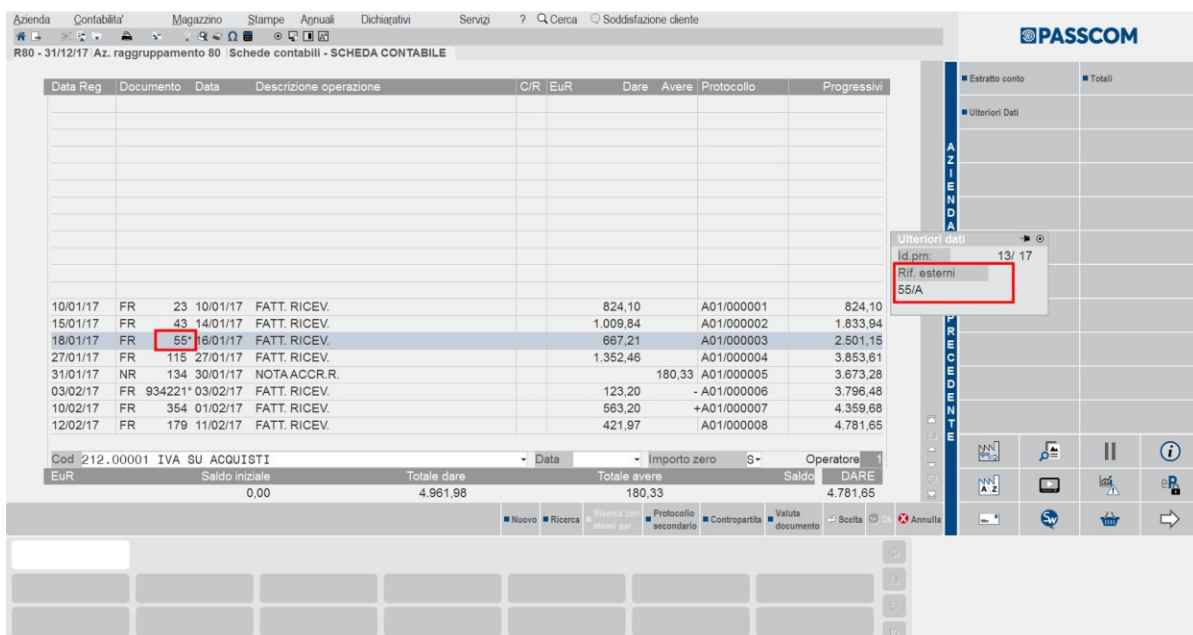 Azienda Contabilita' Magazzino Stampe Annuali Dichiarativi Servizi ? Cerca Soddisfazione cliente
R80 - 31/12/17 Az. raggruppamento 80 Schede contabili - SCHEDA CONTABILE
PASSCOM
Estratto conto Totali
Ulteriori Dati
Data Reg Documento Data Descrizione operazione C/R EuR Dare Avere Protocollo Progressivi
10/01/17 FR 23 10/01/17 FATT. RICEV. 824,10 A01/000001 824,10
15/01/17 FR 43 14/01/17 FATT. RICEV. 1.009,84 A01/000002 1.833,94
18/01/17 FR 55* 16/01/17 FATT. RICEV. 667,21 A01/000003 2.501,15
27/01/17 FR 115 27/01/17 FATT. RICEV. 1.352,46 A01/000004 3.853,61
31/01/17 NR 134 30/01/17 NOTA ACCR.R. 180,33 A01/000005 3.673,28
03/02/17 FR 934221* 03/02/17 FATT. RICEV. 123,20 - A01/000006 3.796,48
10/02/17 FR 354 01/02/17 FATT. RICEV. 563,20 +A01/000007 4.359,68
12/02/17 FR 179 11/02/17 FATT. RICEV. 421,97 A01/000008 4.781,65
Cod 212.00001 IVA SU ACQUISTI Data Importo zero S Operatore 1
EuR Saldo iniziale Totale dare Totale avere Saldo DARE
0,00 4.961,98 180,33 4.781,65
Nuovo Ricerca Ricerca con stessi par. Protocollo secondario Contropartita Valuta documento Scelta Ok Annulla
Ulteriori dati
Id.prn: 13/ 17
Rif. esterni
55/A
AZIENDA
PRECEDENTE
A Z
Sw